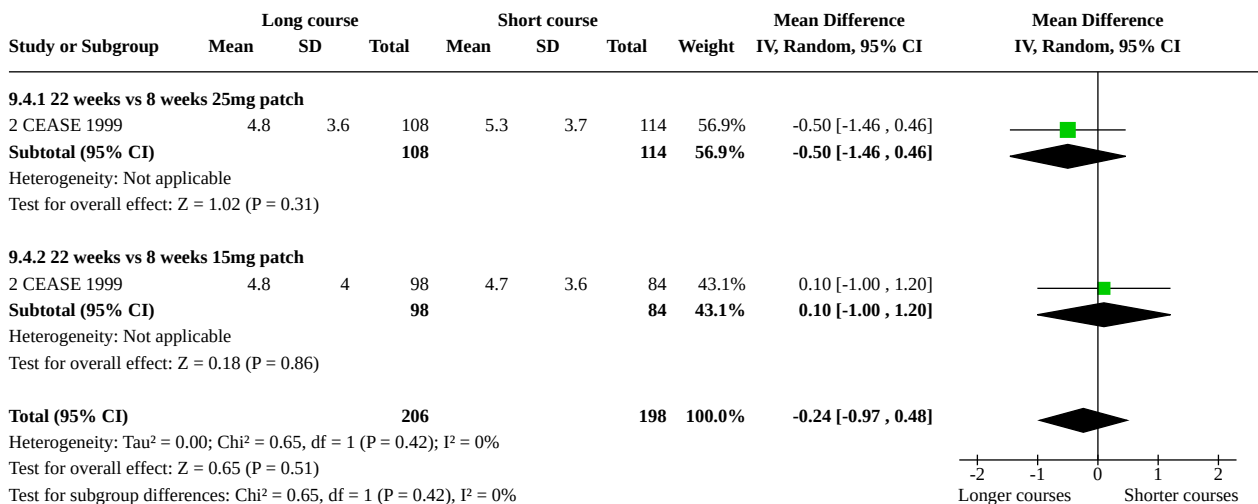 Long course Short course Mean Difference Mean Difference
Study or Subgroup Mean SD Total Mean SD Total Weight IV, Random, 95% CI IV, Random, 95% CI
9.4.1 22 weeks vs 8 weeks 25mg patch
2 CEASE 1999 4.8 3.6 108 5.3 3.7 114 56.9% -0.50 [-1.46 , 0.46]
Subtotal (95% CI) 108 114 56.9% -0.50 [-1.46 , 0.46]
Heterogeneity: Not applicable
Test for overall effect: Z = 1.02 (P = 0.31)
9.4.2 22 weeks vs 8 weeks 15mg patch
2 CEASE 1999 4.8 4 98 4.7 3.6 84 43.1% 0.10 [-1.00 , 1.20]
Subtotal (95% CI) 98 84 43.1% 0.10 [-1.00 , 1.20]
Heterogeneity: Not applicable
Test for overall effect: Z = 0.18 (P = 0.86)
Total (95% CI) 206 198 100.0% -0.24 [-0.97 , 0.48]
Heterogeneity: Tau² = 0.00; Chi² = 0.65, df = 1 (P = 0.42); I² = 0%
Test for overall effect: Z = 0.65 (P = 0.51) -2 -1 0 1 2
Test for subgroup differences: Chi² = 0.65, df = 1 (P = 0.42), I² = 0% Longer courses Shorter courses